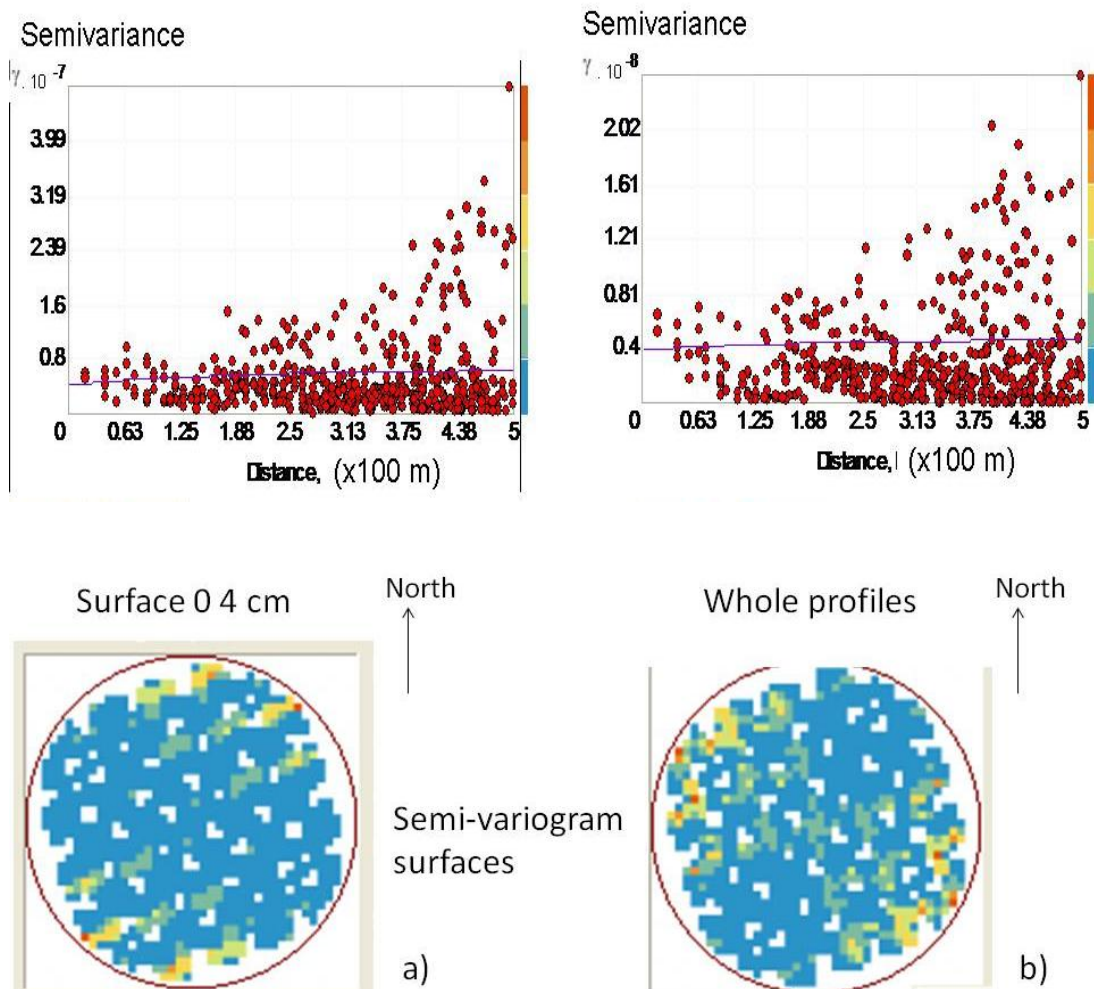 Semivariance
γ . 10 -7
3.99
3.19
2.39
1.6
0.8
0 0.63 1.25 1.88 2.5 3.13 3.75 4.38 5
Distance, (x100 m)
Semivariance
γ . 10 -8
2.02
1.61
1.21
0.81
0.4
0 0.63 1.25 1.88 2.5 3.13 3.75 4.38 5
Distance, (x100 m)
Surface 0 4 cm
North
Whole profiles
North
Semi-variogram
surfaces
a)
b)